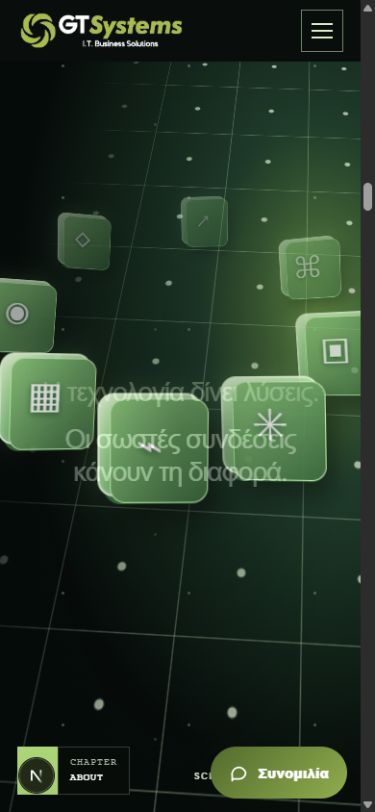 GTSystems
I.T. Business Solutions
τεχνολογία δίνει λύσεις.
Οι σωστές συνδέσεις
κάνουν τη διαφορά.
N
CHAPTER
ABOUT
Συνομιλία